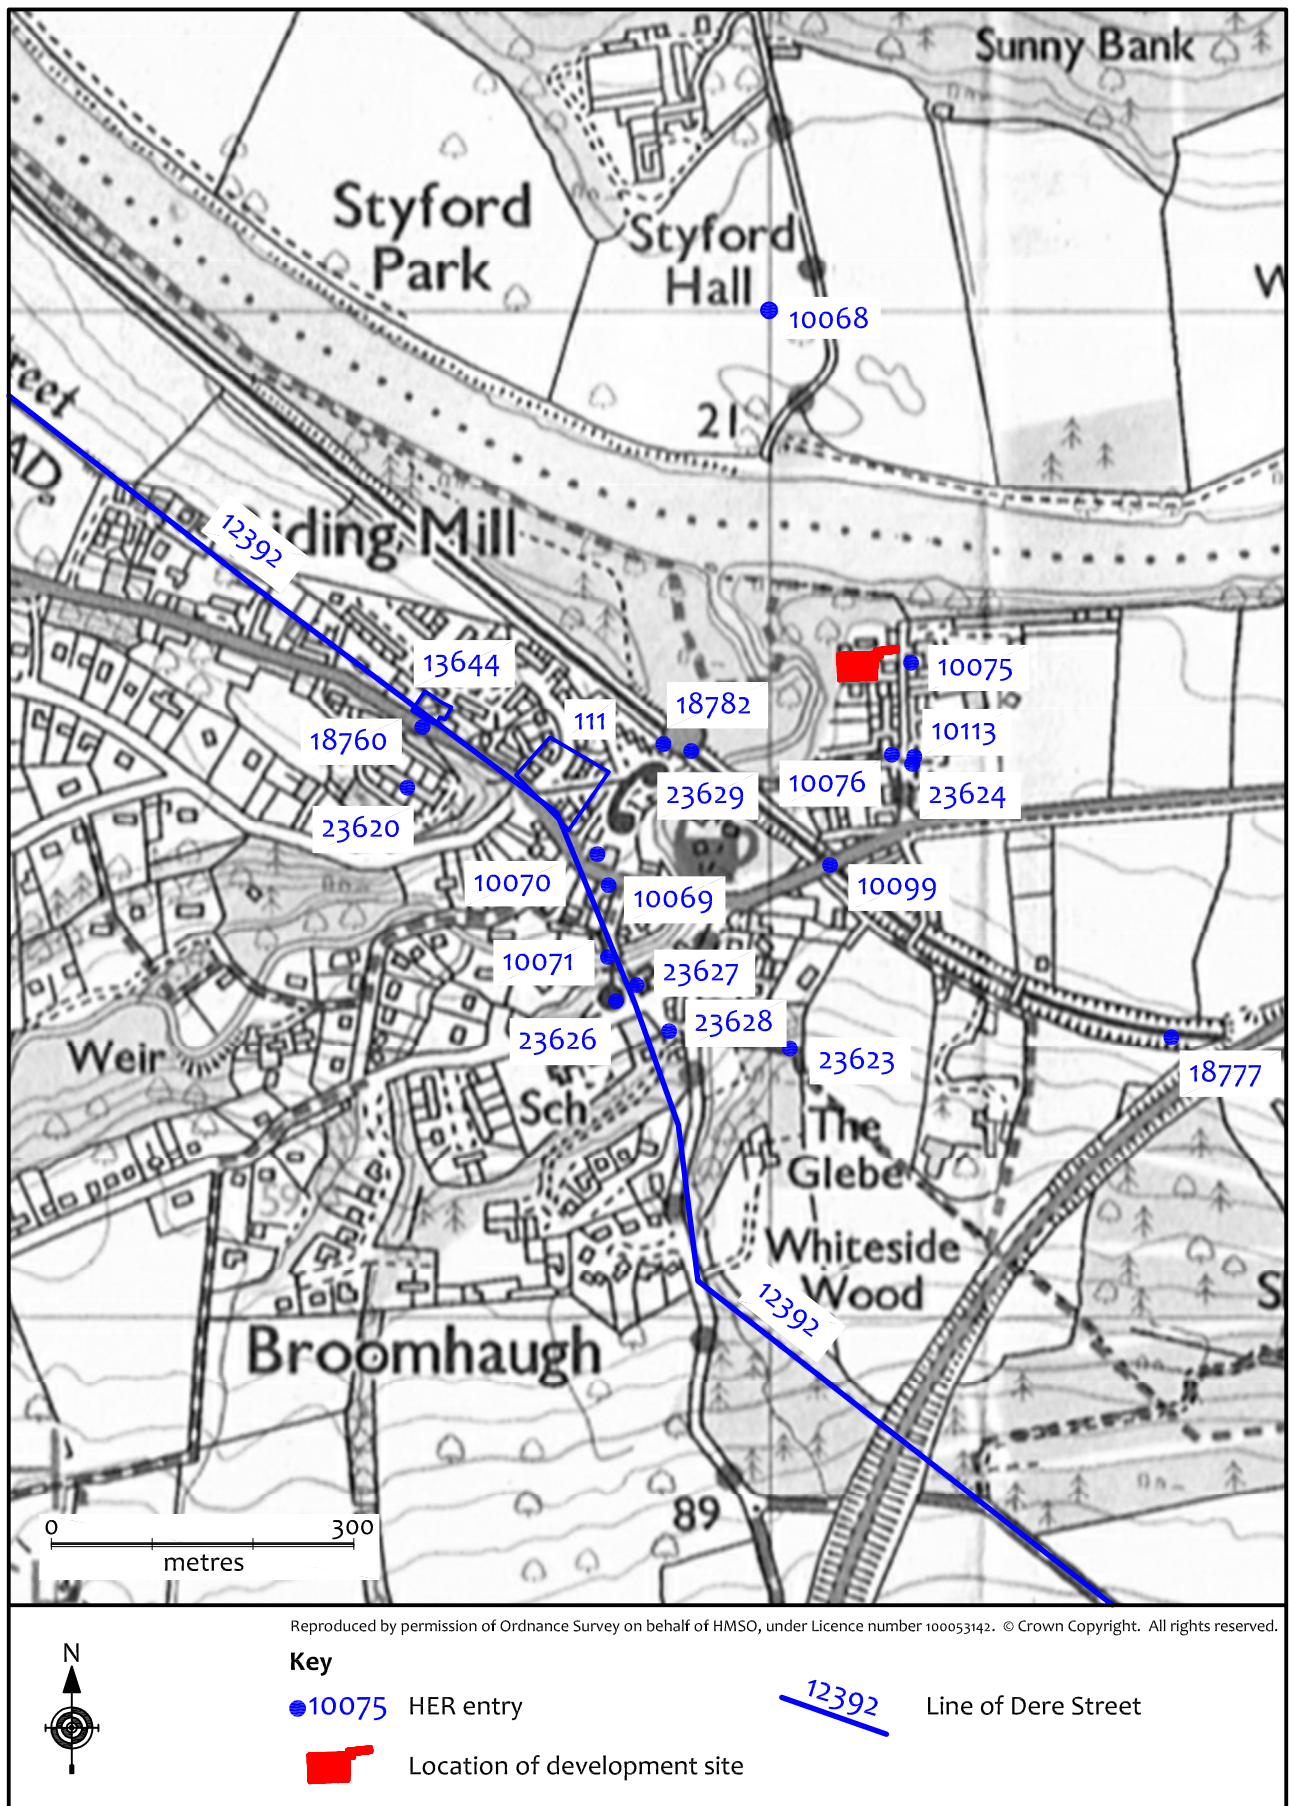 Sunny Bank
Styford
Park
Styford
Hall
10068
21
reet
AD.
12392
iding Mill
13644
111
18782
10075
18760
10113
10076
23629
23624
23620
10070
10069
10099
10071
23627
23626
23628
23623
Weir
18777
Sch
The
Glebe
59
Whiteside
Wood
12392
Broomhaugh
89
0 300
metres
Reproduced by permission of Ordnance Survey on behalf of HMSO, under Licence number 100053142. © Crown Copyright. All rights reserved.
N
Key
10075 HER entry
12392 Line of Dere Street
Location of development site